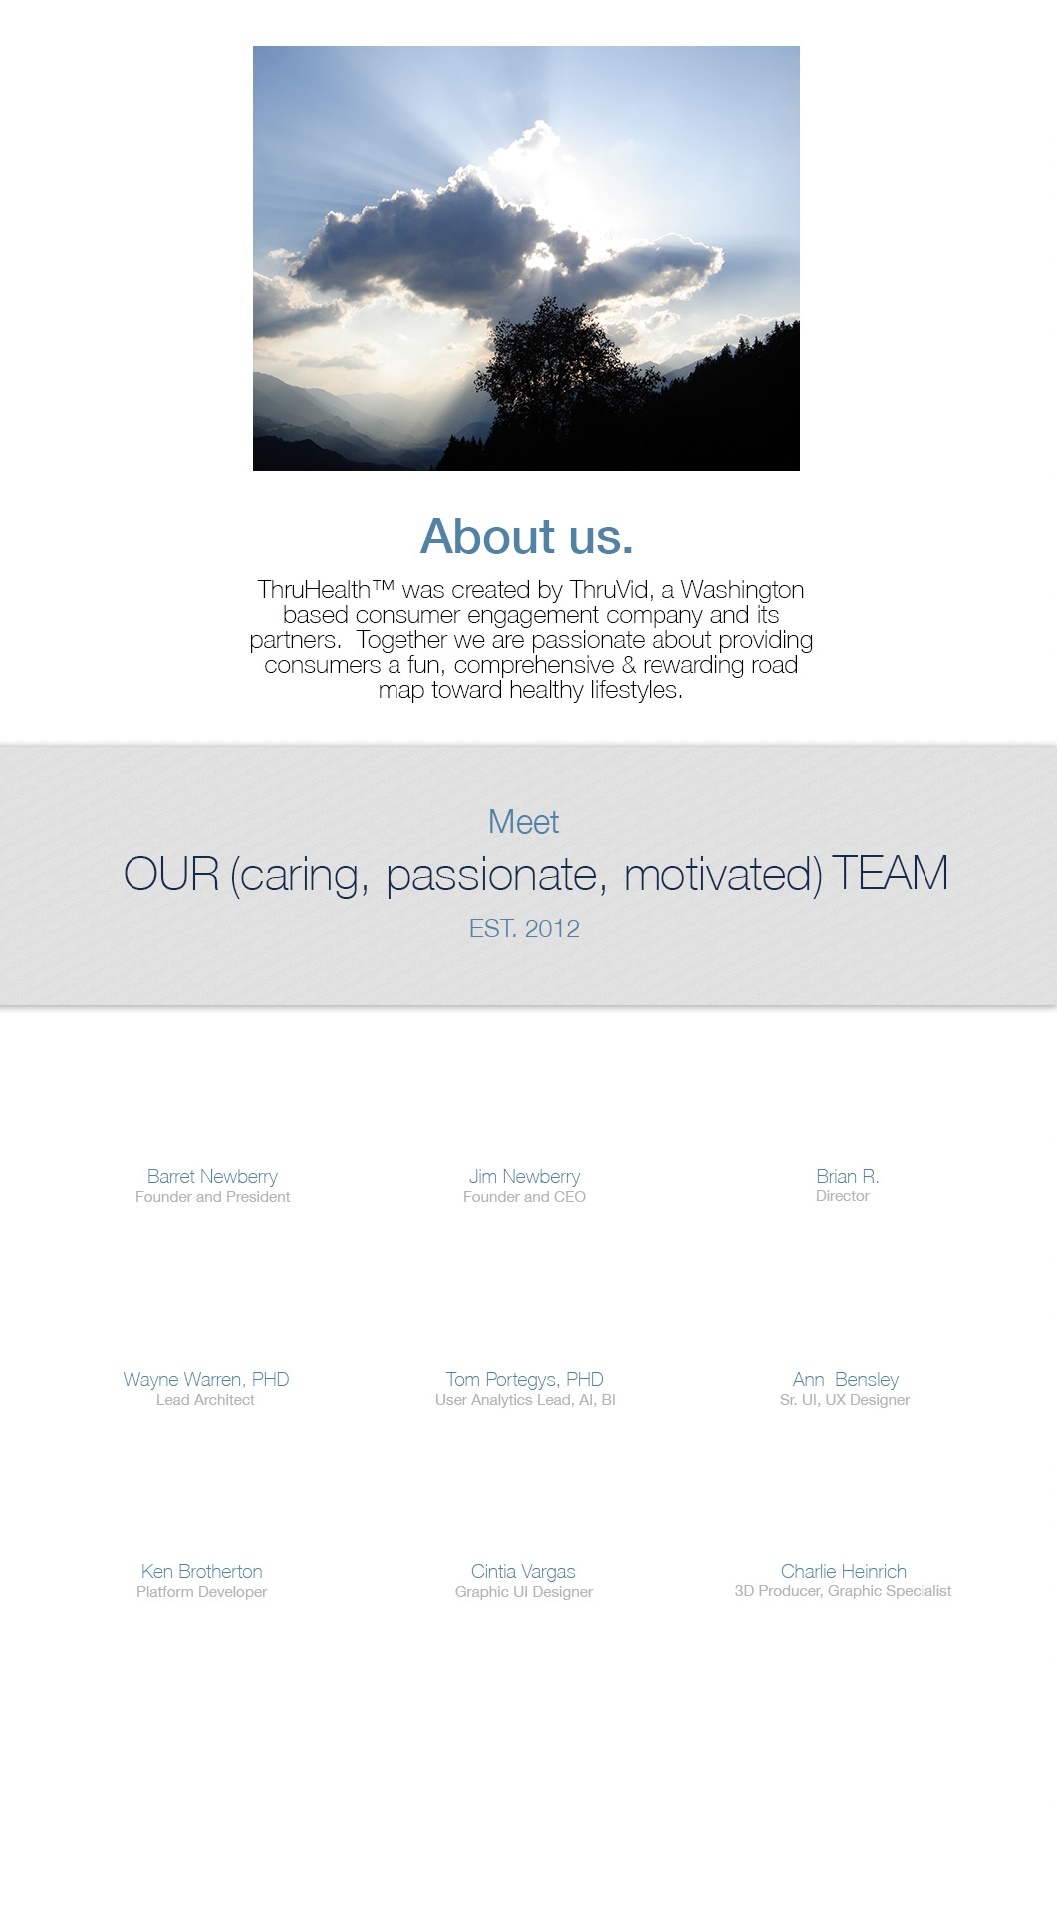 About us.
ThruHealth™ was created by ThruVid, a Washington
based consumer engagement company and its
partners.  Together we are passionate about providing
consumers a fun, comprehensive & rewarding road
map toward healthy lifestyles.
Meet
OUR (caring, passionate, motivated) TEAM
EST. 2012
Barret Newberry
Founder and President
Jim Newberry
Founder and CEO
Brian R.
Director
Wayne Warren, PHD
Lead Architect
Tom Portegys, PHD
User Analytics Lead, AI, BI
Ann  Bensley
Sr. UI, UX Designer
Ken Brotherton
Platform Developer
Cintia Vargas
Graphic UI Designer
Charlie Heinrich
3D Producer, Graphic Specialist